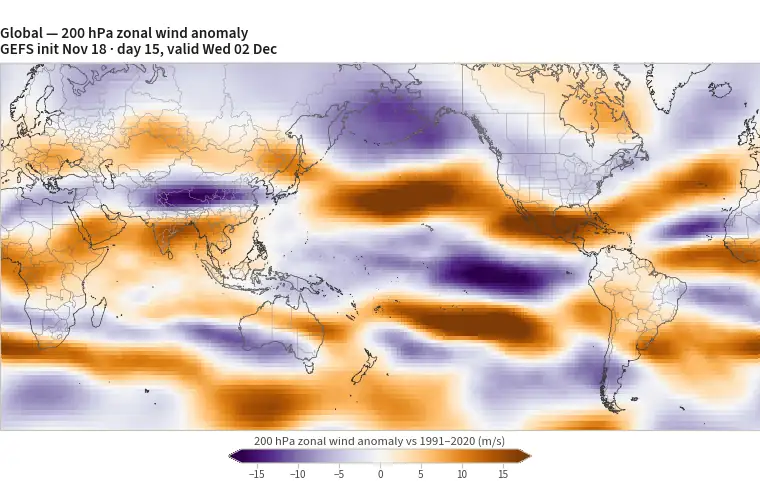 Global — 200 hPa zonal wind anomaly
GEFS init Nov 18 · day 15, valid Wed 02 Dec
200 hPa zonal wind anomaly vs 1991–2020 (m/s)
−15 −10 −5 0 5 10 15